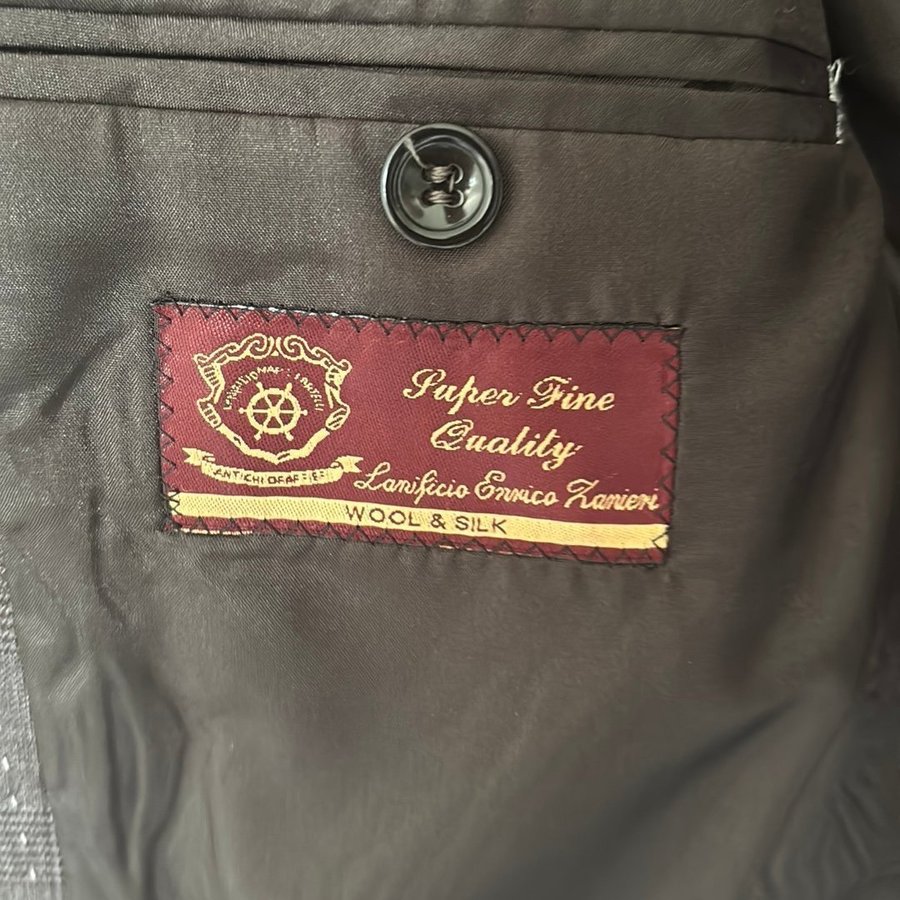 Super Fine
Quality
Lanificio Enrico Zanieri
WOOL & SILK